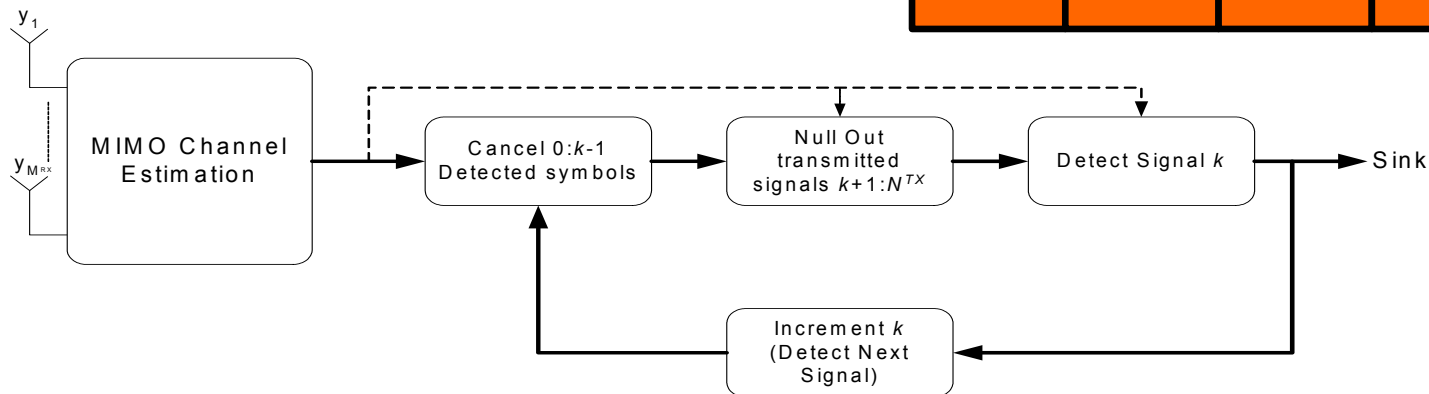 y1
yMRX
MIMO Channel
Estimation
Cancel 0:k-1
Detected symbols
Null Out
transmitted
signals k+1:NTX
Detect Signal k
Sink
Increment k
(Detect Next
Signal)